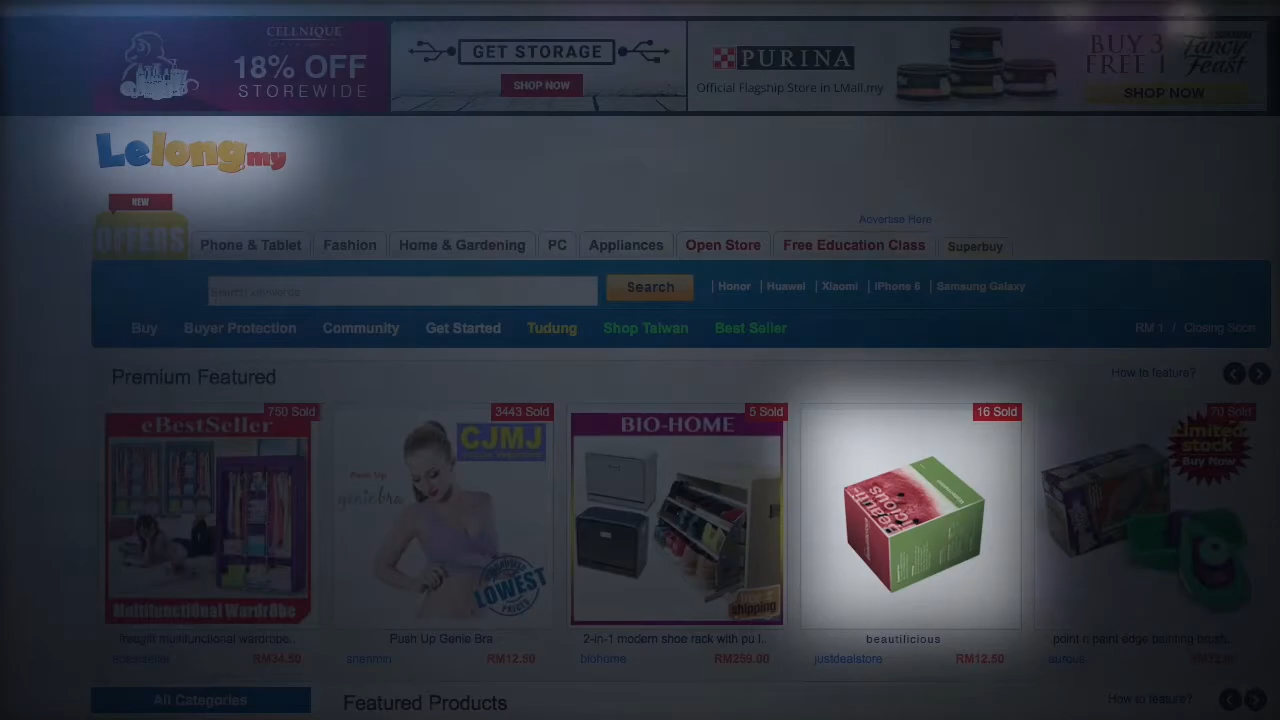 CELLNIQUE
18% OFF
STOREWIDE
GET STORAGE
SHOP NOW
PURINA
Official Flagship Store in LMall.my
BUY 3
FREE 1
Fancy
Feast
SHOP NOW
Lelong.my
NEW
OFFERS
Advertise Here
Phone & Tablet
Fashion
Home & Gardening
PC
Appliances
Open Store
Free Education Class
Superbuy
Search keywords
Search
Honor
Huawei
Xiaomi
iPhone 6
Samsung Galaxy
Buy
Buyer Protection
Community
Get Started
Tudung
Shop Taiwan
Best Seller
RM 1 / Closing Soon
Premium Featured
How to feature?
750 Sold
3443 Sold
5 Sold
16 Sold
70 Sold
eBestSeller
Multifunctional Wardrobe
CJMJ
Push Up
genie bra
LOWEST
PRICES
BIO-HOME
shipping
Beauti-
cious
limited
stock
Buy Now
multifunctional wardrobe..
Push Up Genie Bra
2-in-1 modern shoe rack with pu l..
beautilicious
point n paint edge painting brush..
RM34.50
shenmin
RM12.50
biohome
RM259.00
justdealstore
RM12.50
All Categories
Featured Products
How to feature?